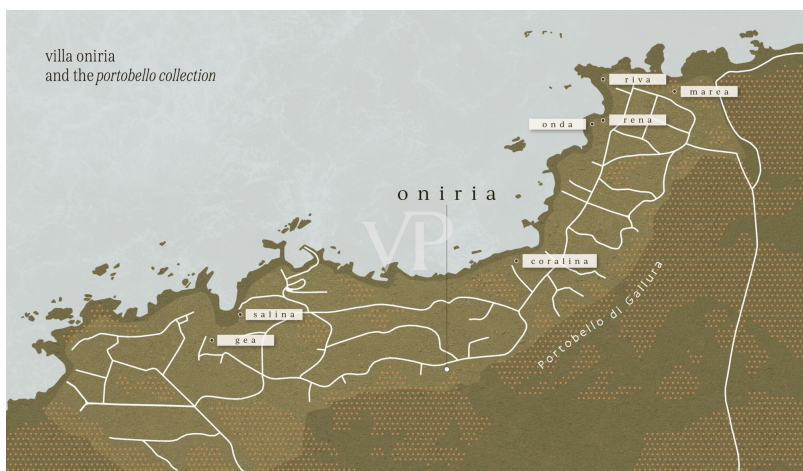 villa oniria
and the portobello collection
riva
marea
onda
rena
oniria
VP
coralina
Portobello di Gallura
salina
gea